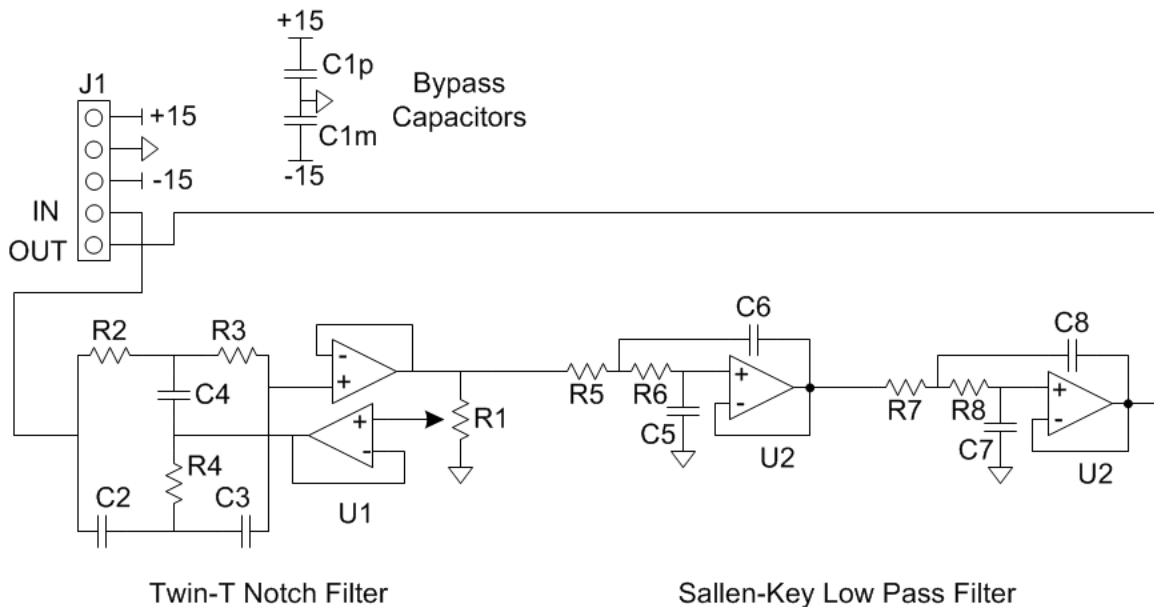 +15
C1p
Bypass
Capacitors
C1m
-15
J1
+15
-15
IN
OUT
R2
R3
C4
R4
C2
C3
-
+
+
-
U1
R1
R5
R6
C6
C5
+
-
U2
R7
R8
C8
C7
+
-
U2
Twin-T Notch Filter
Sallen-Key Low Pass Filter